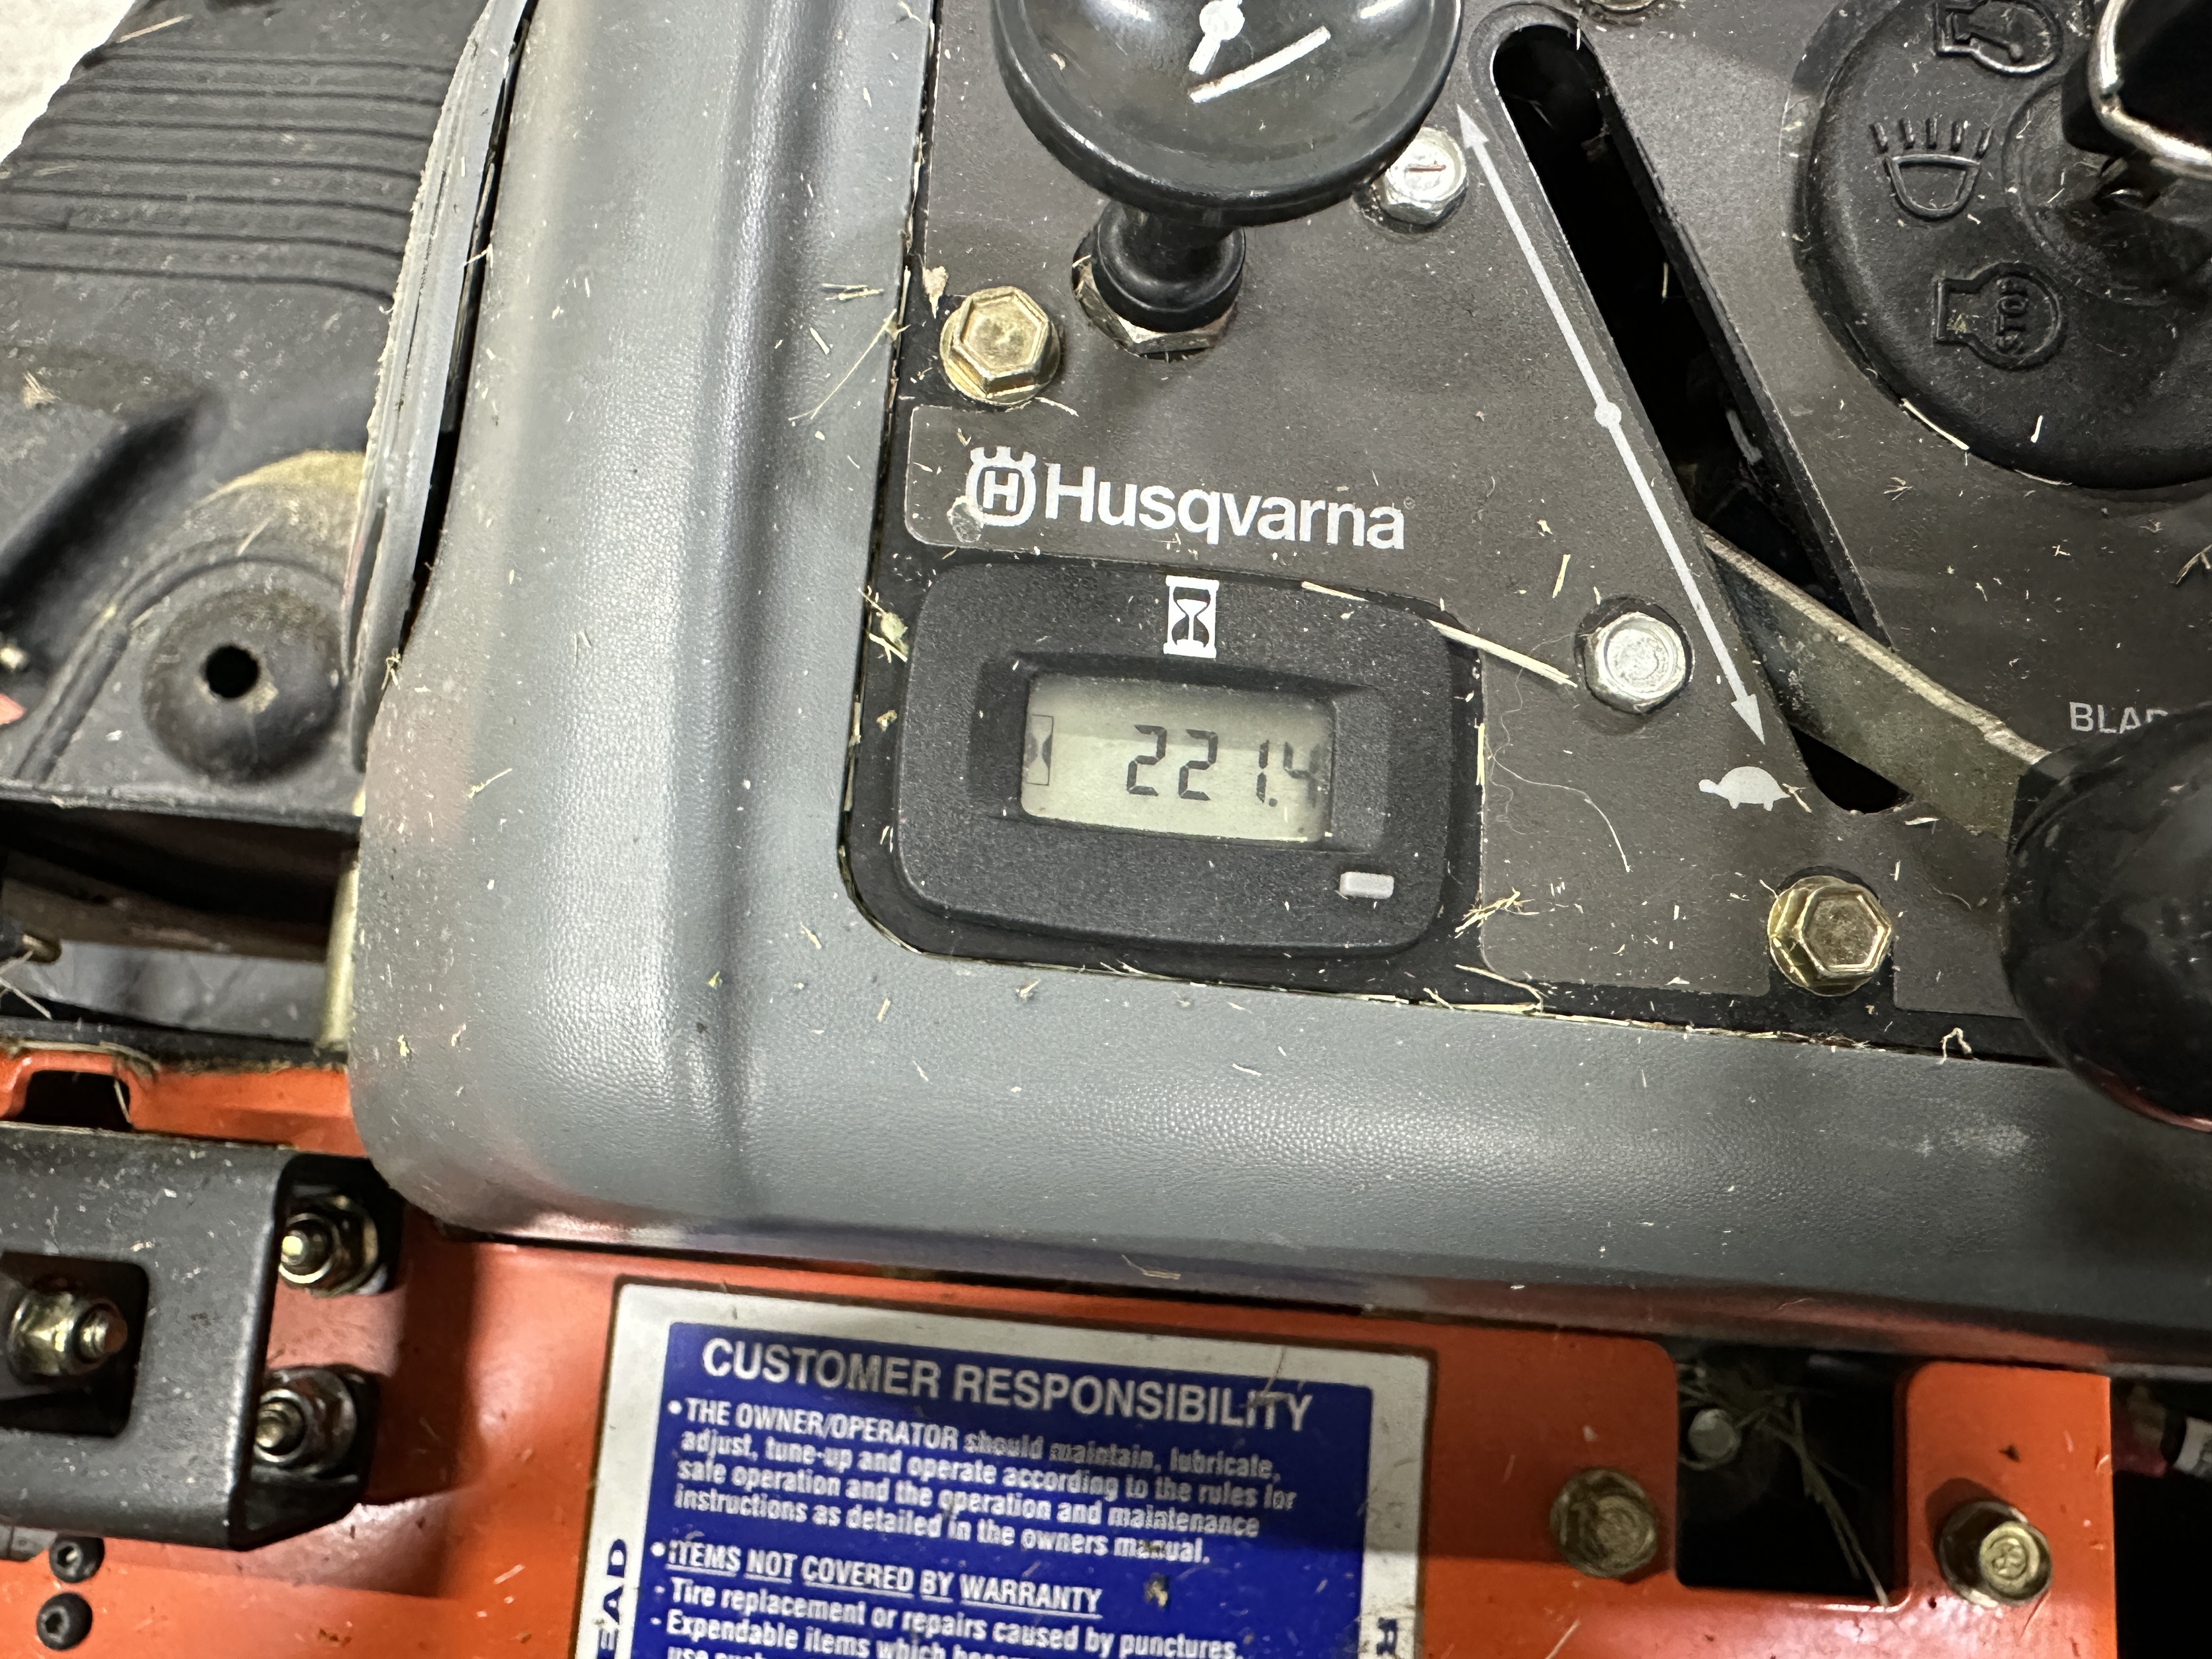 STOP
H Husqvarna
221.4
CUSTOMER RESPONSIBILITY
• THE OWNER/OPERATOR should maintain, lubricate,
adjust, tune-up and operate according to the rules for
safe operation and the operation and maintenance
instructions as detailed in the owners manual.
• ITEMS NOT COVERED BY WARRANTY
- Tire replacement or repairs caused by punctures,
- Expendable items which